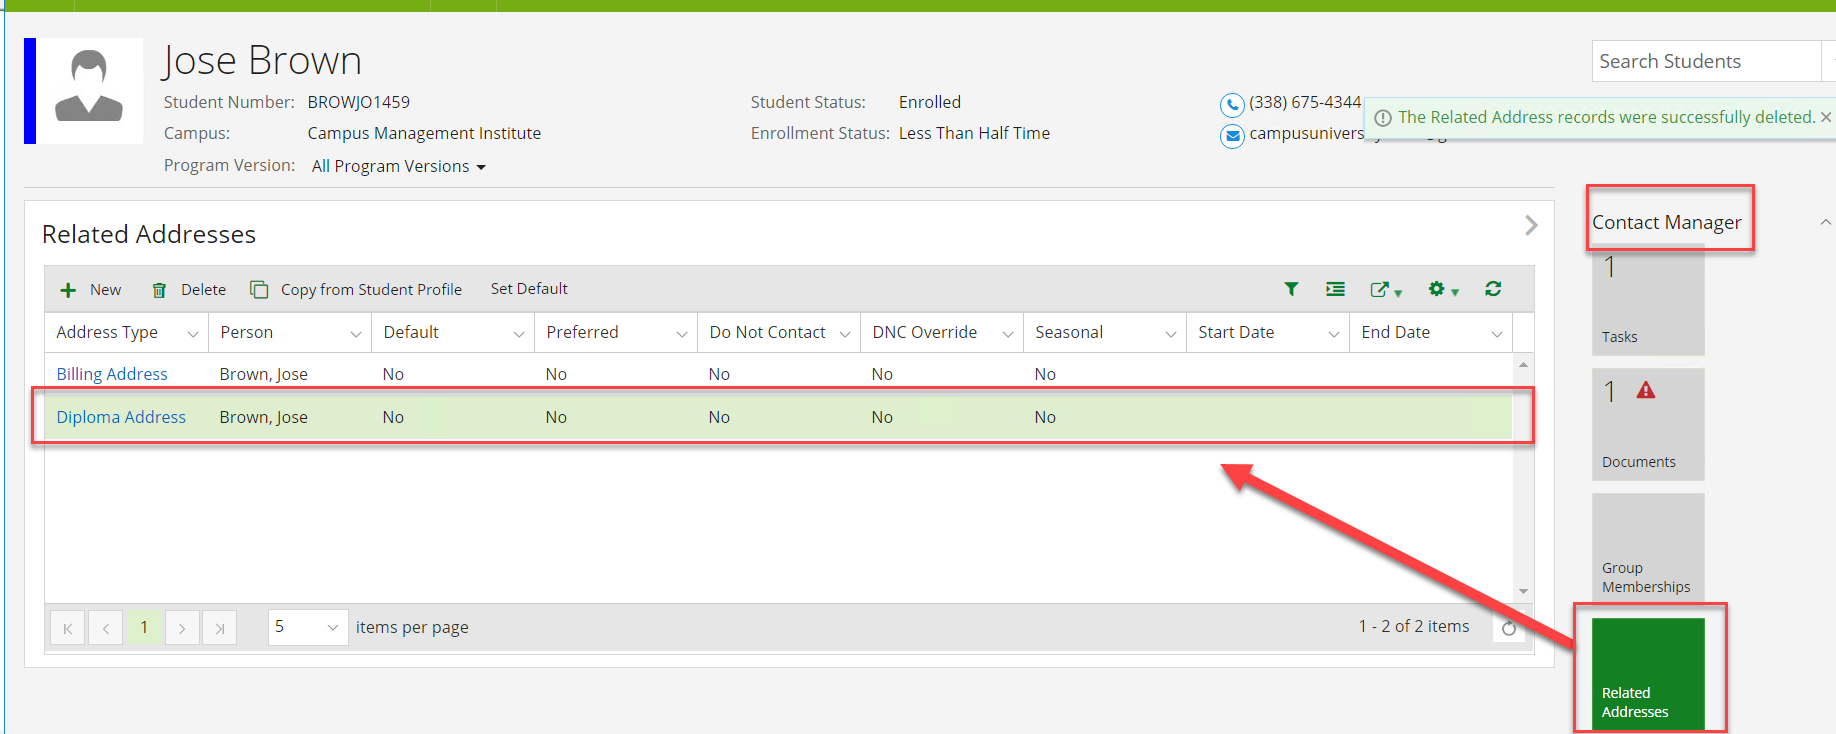 Jose Brown
Search Students
Student Number: BROWJO1459
Student Status: Enrolled
(338) 675-4344
The Related Address records were successfully deleted.
Campus: Campus Management Institute
Enrollment Status: Less Than Half Time
campusunivers
Program Version: All Program Versions
Related Addresses
New Delete Copy from Student Profile Set Default
Address Type Person Default Preferred Do Not Contact DNC Override Seasonal Start Date End Date
Billing Address Brown, Jose No No No No No
Diploma Address Brown, Jose No No No No No
1 5 items per page 1 - 2 of 2 items
Contact Manager
1
Tasks
1
Documents
Group
Memberships
Related
Addresses